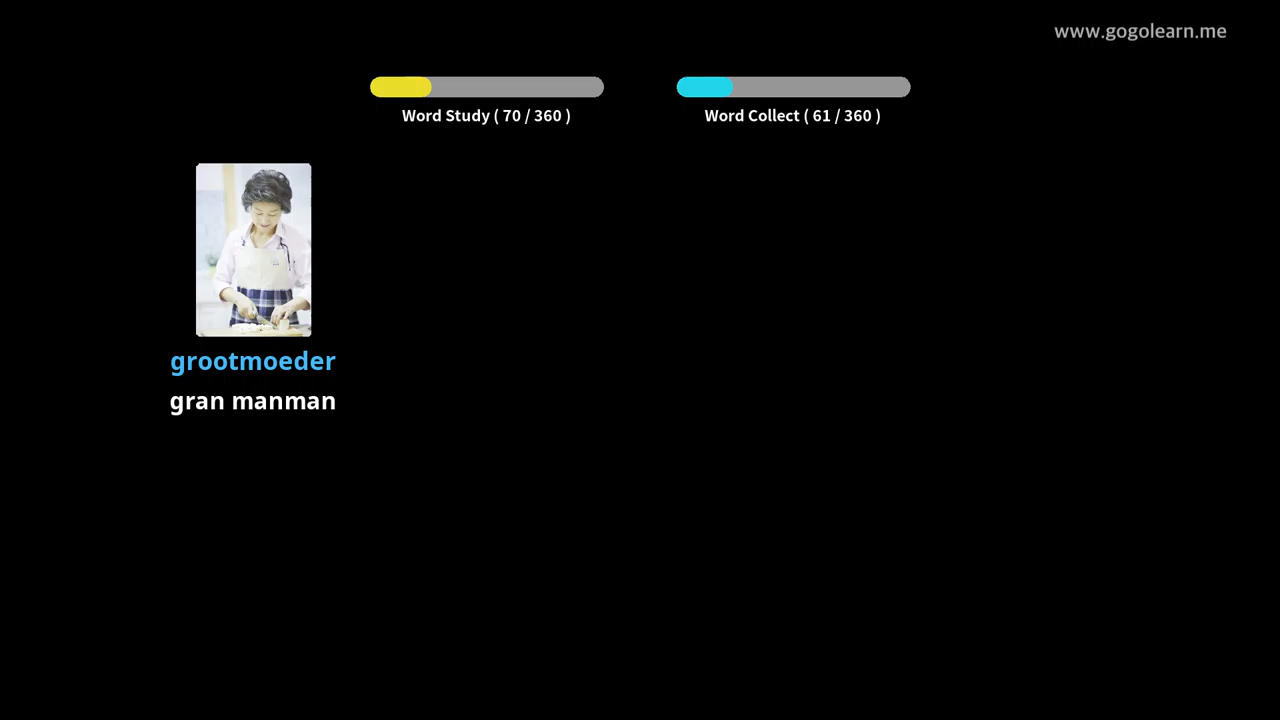 www.gogolearn.me
Word Study ( 70 / 360 )
Word Collect ( 61 / 360 )
grootmoeder
gran manman